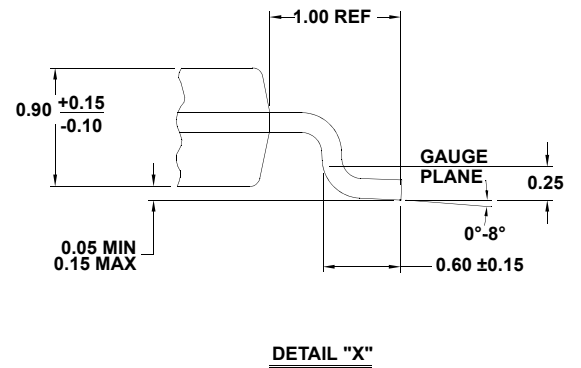 1.00 REF
0.90 +0.15
-0.10
GAUGE
PLANE
0.25
0°-8°
0.05 MIN
0.15 MAX
0.60 ±0.15
DETAIL "X"